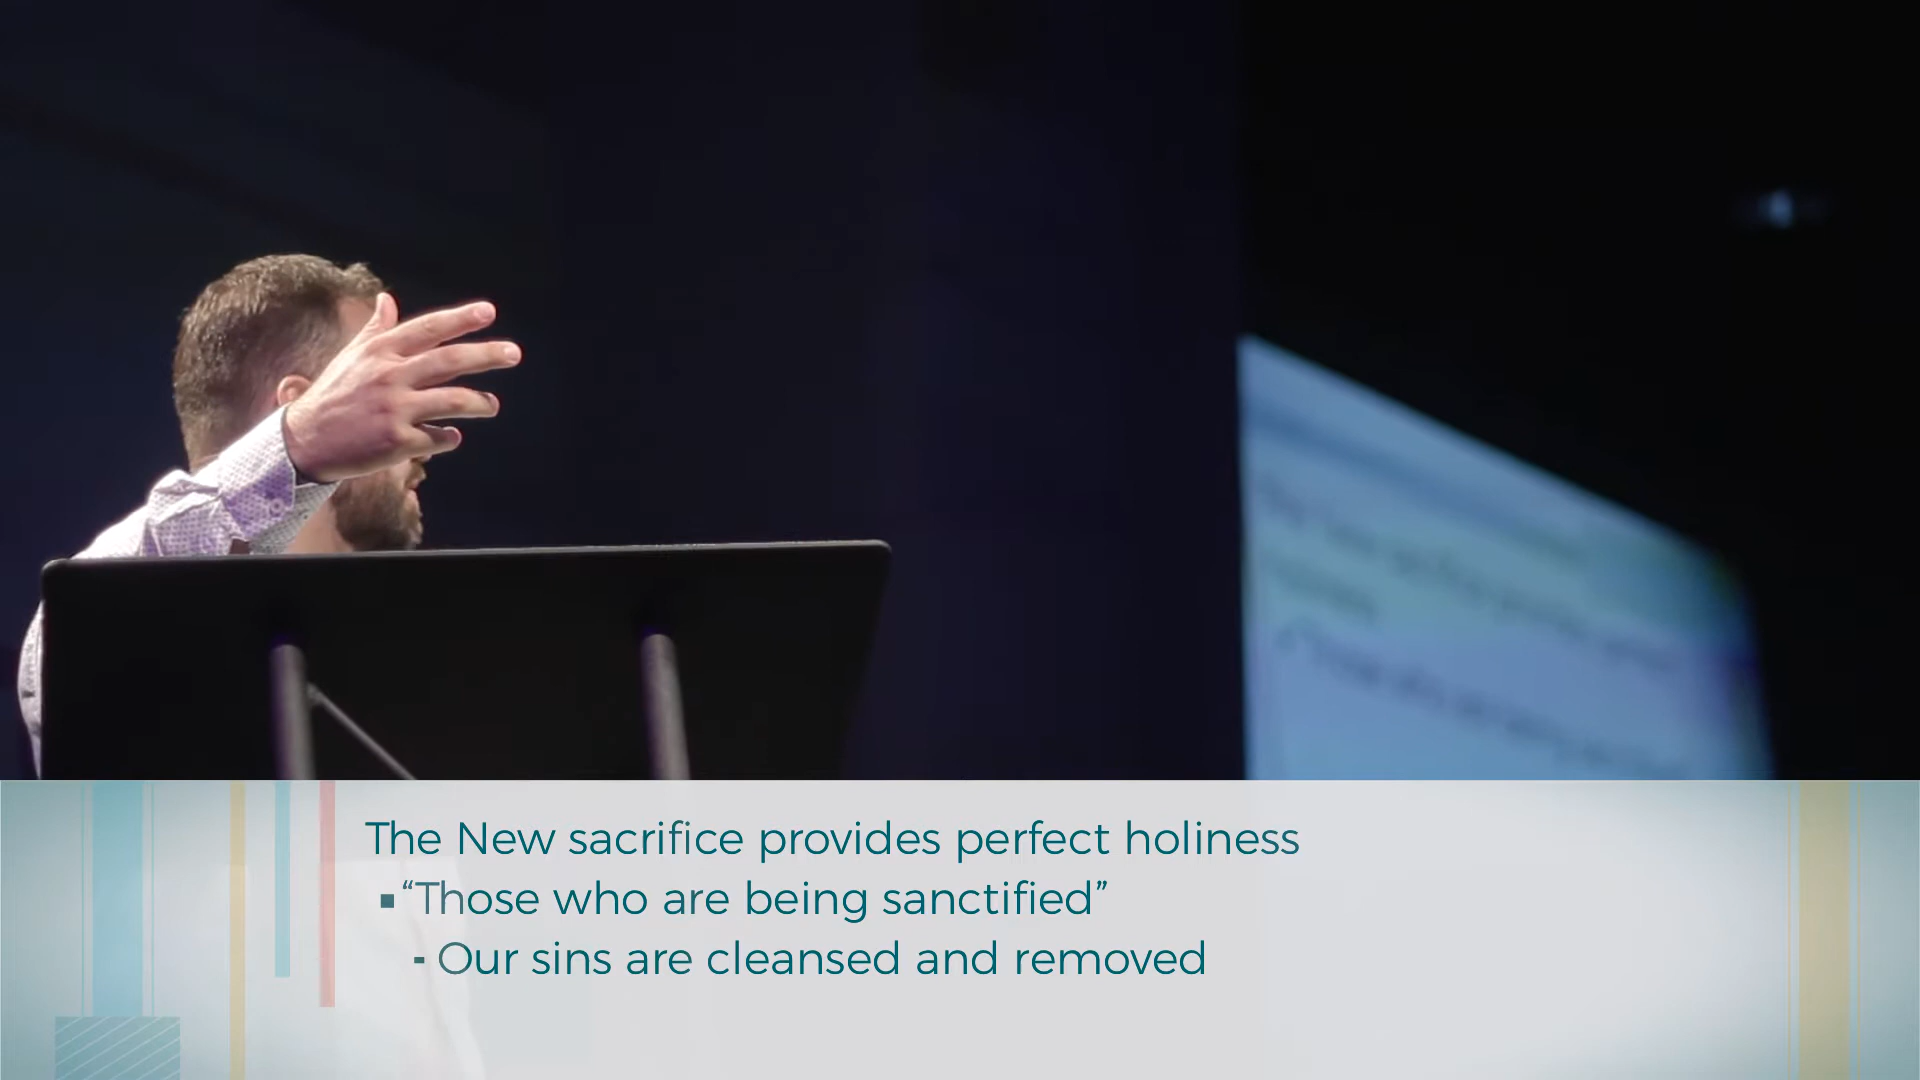 The New sacrifice provides perfect holiness
▪“Those who are being sanctified”
- Our sins are cleansed and removed